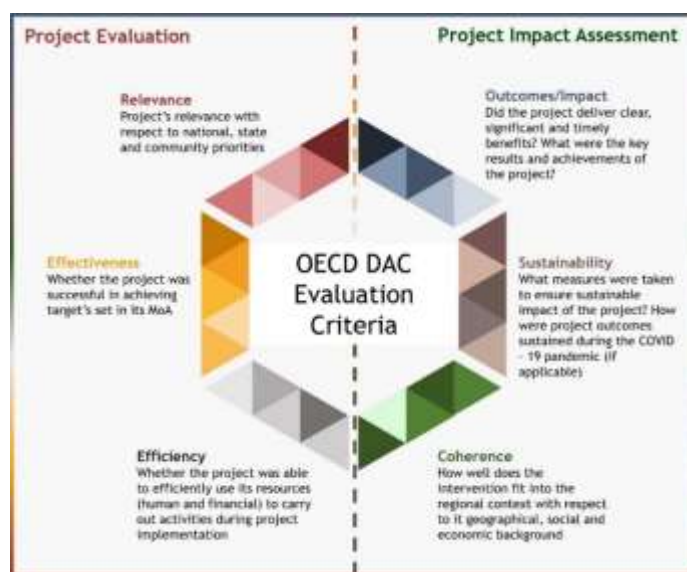 Project Evaluation
Project Impact Assessment
Relevance
Project's relevance with
respect to national, state
and community priorities
Outcomes/Impact
Did the project deliver clear,
significant and timely
benefits? What were the key
results and achievements of
the project?
Effectiveness
Whether the project was
successful in achieving
target's set in its MoA
OECD DAC
Evaluation
Criteria
Sustainability
What measures were taken
to ensure sustainable
impact of the project? How
were project outcomes
sustained during the COVID
- 19 pandemic (if
applicable)
Efficiency
Whether the project was able
to efficiently use its resources
(human and financial) to carry
out activities during project
implementation
Coherence
How well does the
intervention fit into the
regional context with respect
to it geographical, social and
economic background